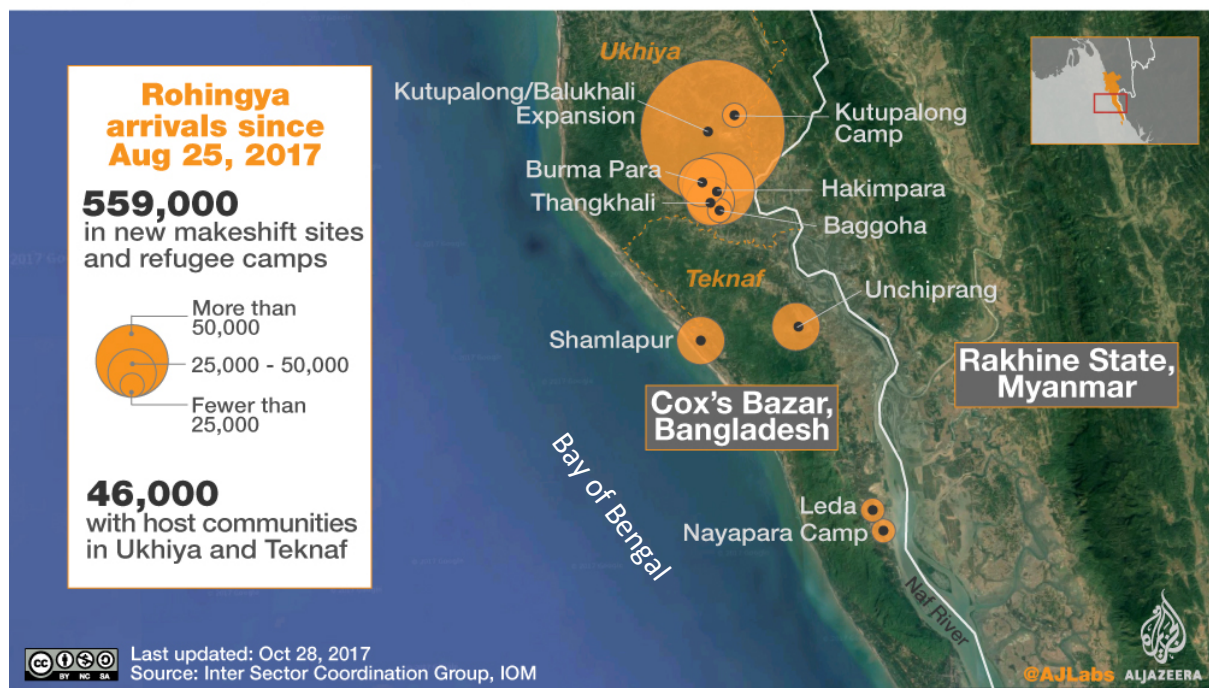 Rohingya
arrivals since
Aug 25, 2017
559,000
in new makeshift sites
and refugee camps
More than
50,000
25,000 - 50,000
Fewer than
25,000
46,000
with host communities
in Ukhiya and Teknaf
Ukhiya
Kutupalong/Balukhali
Expansion
Kutupalong
Camp
Burma Para
Hakimpara
Thangkhali
Baggoha
Teknaf
Unchiprang
Shamlapur
Rakhine State,
Myanmar
Cox's Bazar,
Bangladesh
Bay of Bengal
Leda
Nayapara Camp
Naf River
cc
BY NC SA
Last updated: Oct 28, 2017
Source: Inter Sector Coordination Group, IOM
@AJLabs
ALJAZEERA